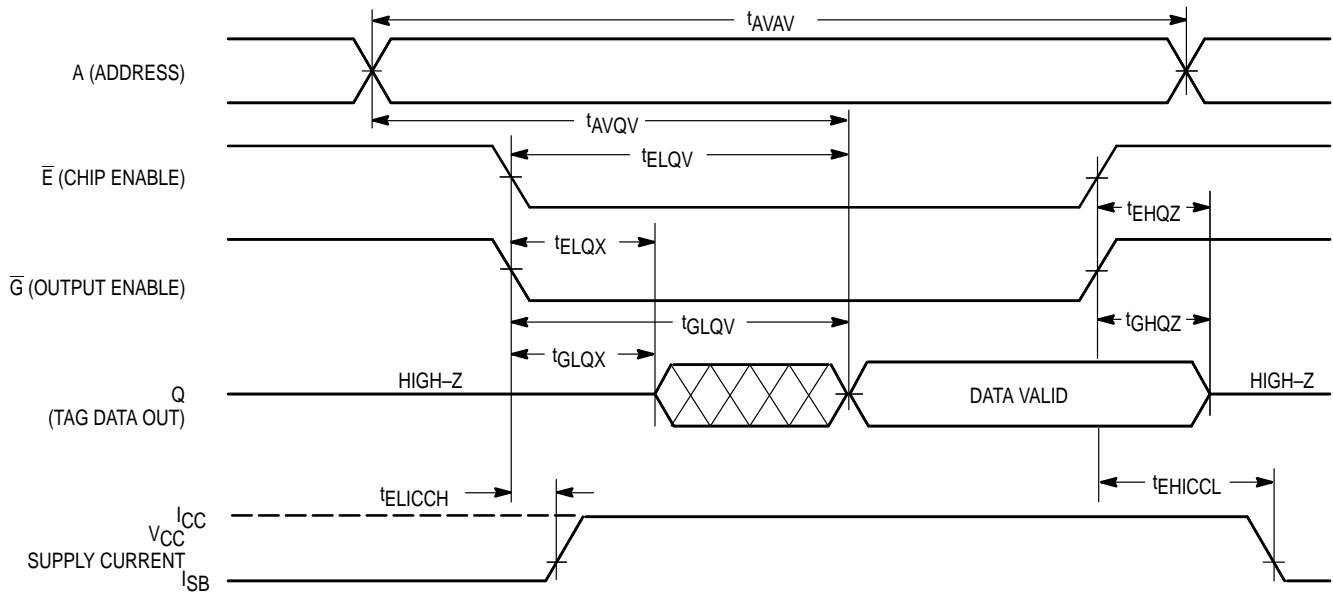 tAVAV
A (ADDRESS)
tAVQV
tELQV
E̅ (CHIP ENABLE)
tEHQZ
tELQX
G̅ (OUTPUT ENABLE)
tGLQV
tGHQZ
tGLQX
HIGH–Z
Q
(TAG DATA OUT)
DATA VALID
HIGH–Z
tELICCH
tEHICCL
ICC
VCC
SUPPLY CURRENT
ISB